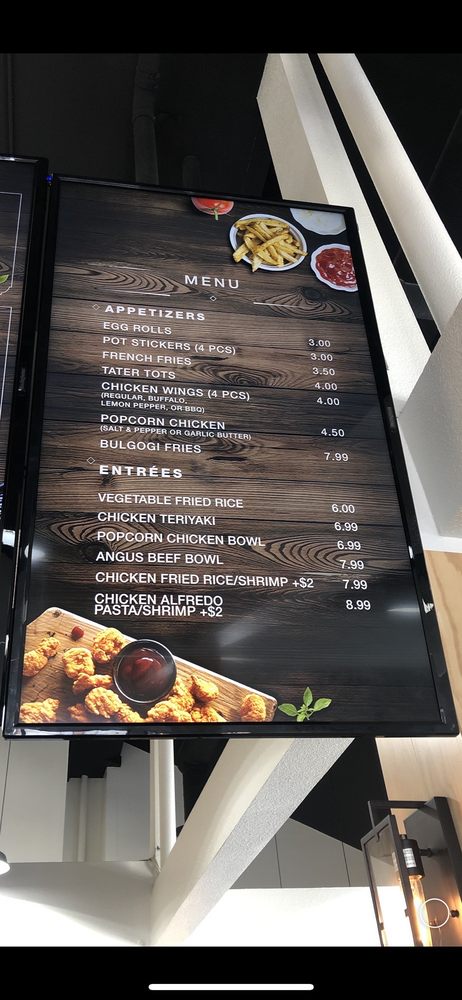 MENU
APPETIZERS
EGG ROLLS 3.00
POT STICKERS (4 PCS) 3.00
FRENCH FRIES 3.50
TATER TOTS 4.00
CHICKEN WINGS (4 PCS) 4.00
(REGULAR, BUFFALO,
LEMON PEPPER, OR BBQ)
POPCORN CHICKEN 4.50
(SALT & PEPPER OR GARLIC BUTTER)
BULGOGI FRIES 7.99
ENTRÉES
VEGETABLE FRIED RICE 6.00
CHICKEN TERIYAKI 6.99
POPCORN CHICKEN BOWL 6.99
ANGUS BEEF BOWL 7.99
CHICKEN FRIED RICE/SHRIMP +$2 7.99
CHICKEN ALFREDO 8.99
PASTA/SHRIMP +$2